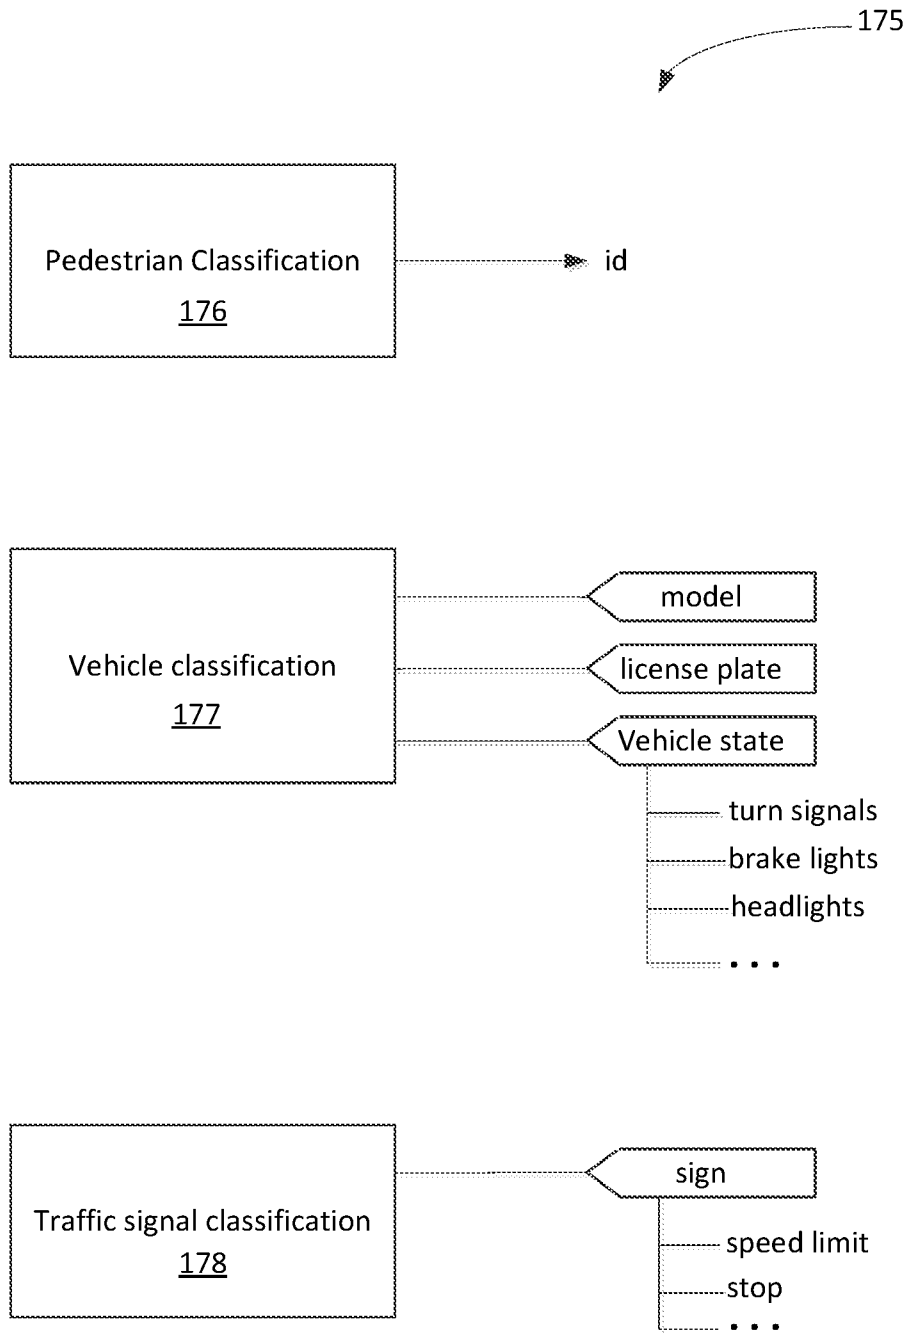 175
Pedestrian Classification
176
id
Vehicle classification
177
model
license plate
Vehicle state
turn signals
brake lights
headlights
. . .
Traffic signal classification
178
sign
speed limit
stop
. . .